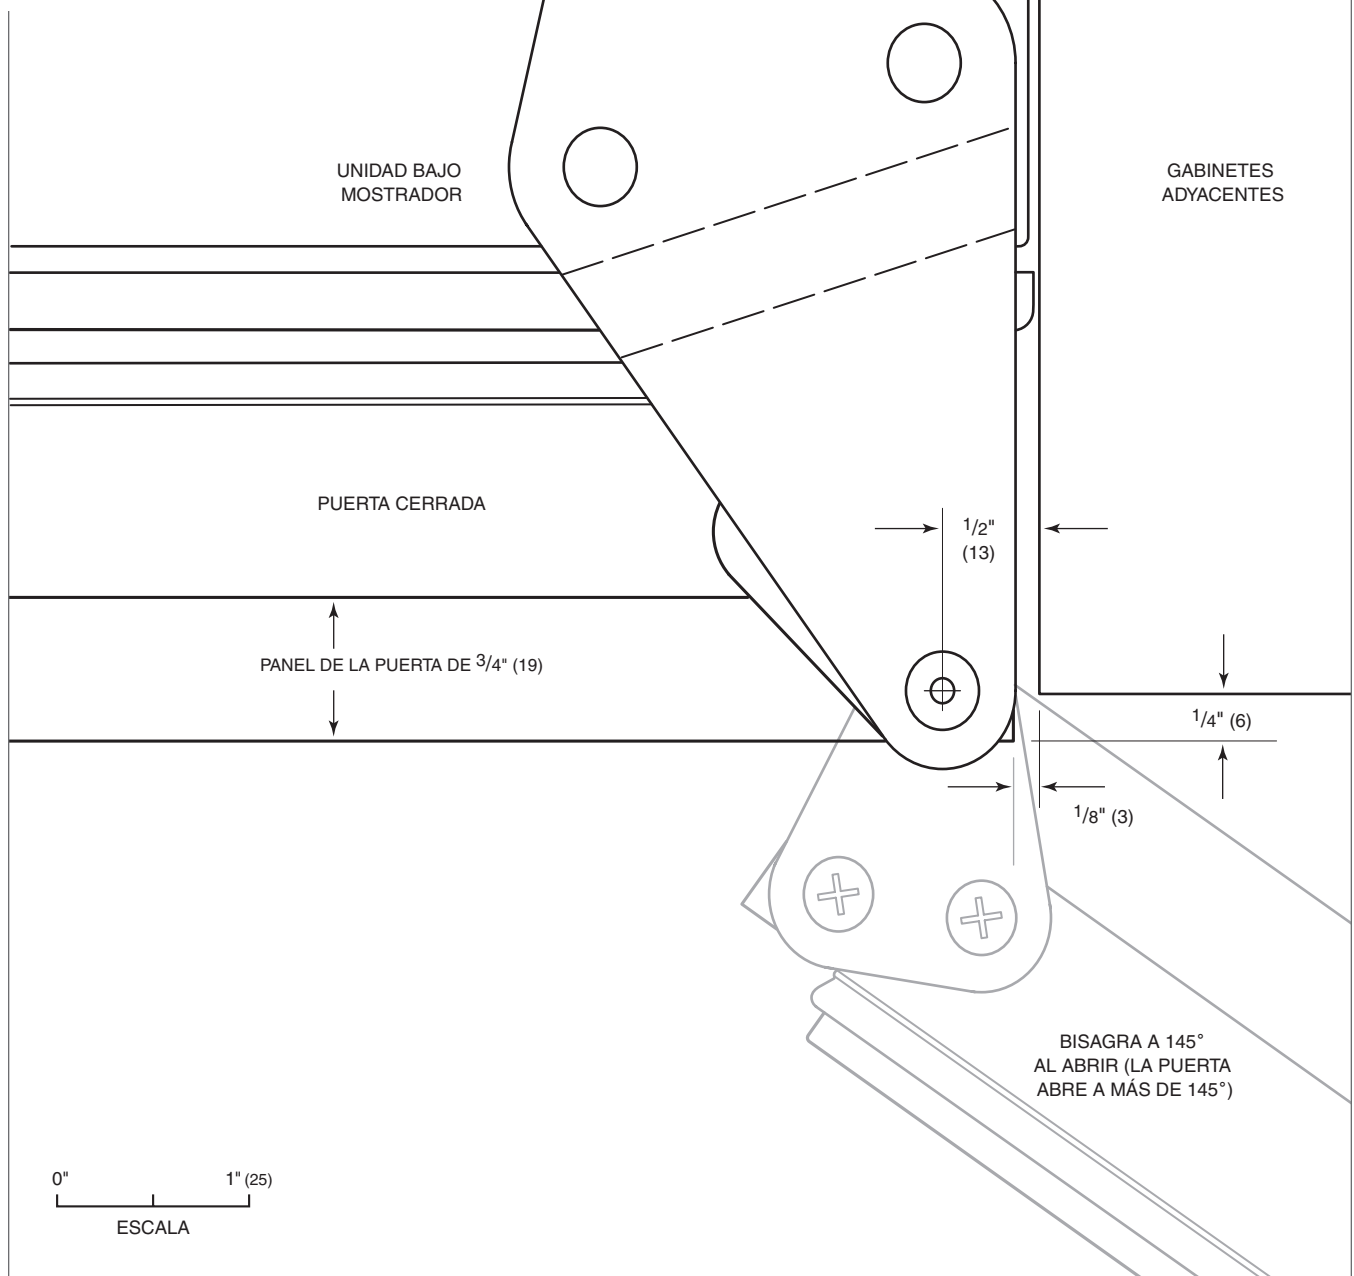 UNIDAD BAJO
MOSTRADOR
GABINETES
ADYACENTES
PUERTA CERRADA
1/2"
(13)
PANEL DE LA PUERTA DE 3/4" (19)
1/4" (6)
1/8" (3)
BISAGRA A 145°
AL ABRIR (LA PUERTA
ABRE A MÁS DE 145°)
0" 1" (25)
ESCALA